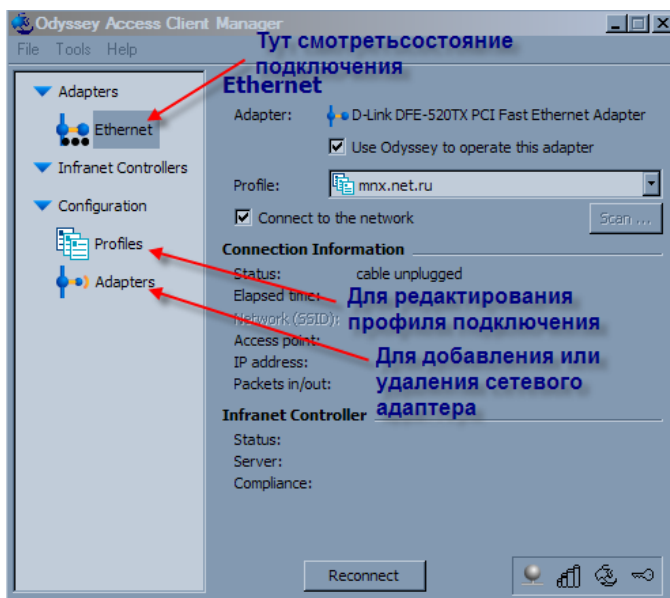 Odyssey Access Client Manager
File Tools Help
Тут смотретьсостояние
подключения
Adapters
Ethernet
Infranet Controllers
Configuration
Profiles
Adapters
Ethernet
Adapter: D-Link DFE-520TX PCI Fast Ethernet Adapter
Use Odyssey to operate this adapter
Profile: mnx.net.ru
Connect to the network Scan ...
Connection Information
Status: cable unplugged
Elapsed time:
Network (SSID):
Access point:
IP address:
Packets in/out:
Для редактирования
профиля подключения
Для добавления или
удаления сетевого
адаптера
Infranet Controller
Status:
Server:
Compliance:
Reconnect